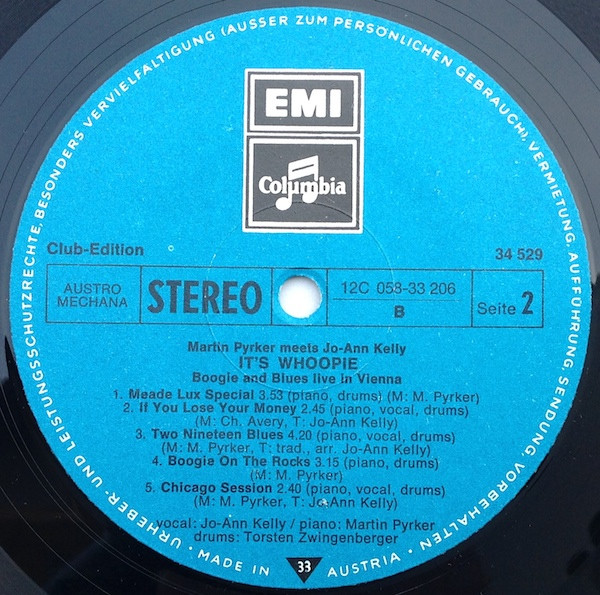 URHEBER- UND LEISTUNGSSCHUTZRECHTE, BESONDERS VERVIELFÄLTIGUNG (AUSSER ZUM PERSÖNLICHEN GEBRAUCH), VERMIETUNG, AUFFÜHRUNG, SENDUNG, VORBEHALTEN
EMI
Columbia
Club-Edition
34 529
AUSTRO
MECHANA
STEREO
12C 058-33 206
B
Seite 2
Martin Pyrker meets Jo-Ann Kelly
IT'S WHOOPIE
Boogie and Blues live in Vienna
1. Meade Lux Special 3.53 (piano, drums) (M: M. Pyrker)
2. If You Lose Your Money 2.45 (piano, vocal, drums)
(M: Ch. Avery, T: Jo-Ann Kelly)
3. Two Nineteen Blues 4.20 (piano, vocal, drums)
(M: M. Pyrker, T: trad., arr. Jo-Ann Kelly)
4. Boogie On The Rocks 3.15 (piano, drums)
(M: M. Pyrker)
5. Chicago Session 2.40 (piano, vocal, drums)
(M: M. Pyrker, T: Jo-Ann Kelly)
vocal: Jo-Ann Kelly / piano: Martin Pyrker
drums: Torsten Zwingenberger
· MADE IN 33 AUSTRIA ·